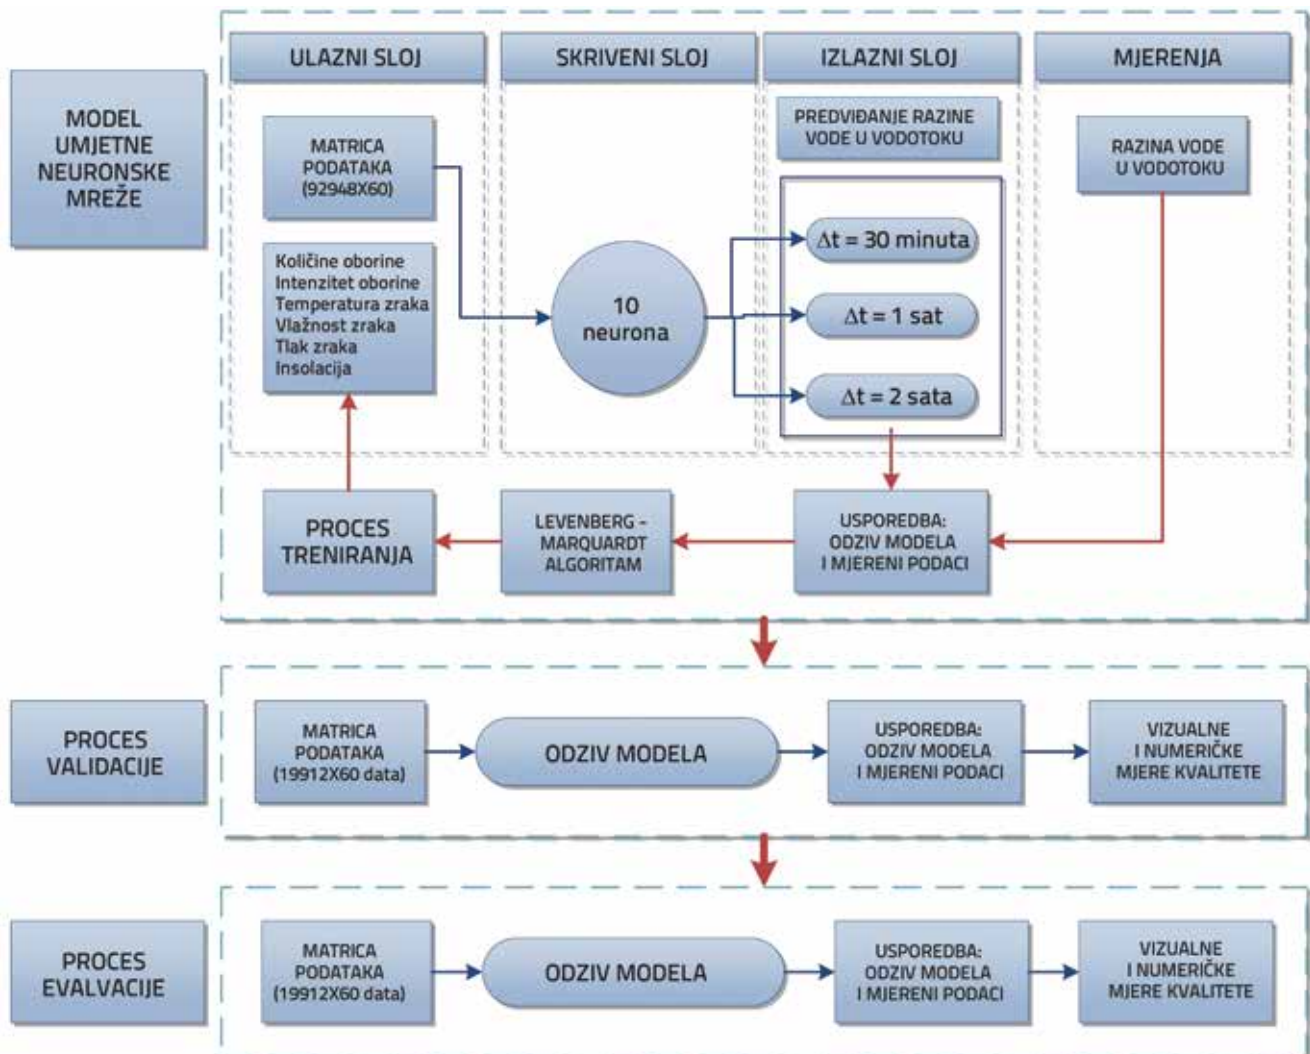 ULAZNI SLOJ
SKRIVENI SLOJ
IZLAZNI SLOJ
MJERENJA
MODEL
UMJETNE
NEURONSKE
MREŽE
MATRICA
PODATAKA
(92948X60)
Količine oborine
Intenzitet oborine
Temperatura zraka
Vlažnost zraka
Tlak zraka
Insolacija
10
neurona
PREDVIĐANJE RAZINE
VODE U VODOTOKU
Δt = 30 minuta
Δt = 1 sat
Δt = 2 sata
RAZINA VODE
U VODOTOKU
PROCES
TRENIRANJA
LEVENBERG -
MARQUARDT
ALGORITAM
USPOREDBA:
ODZIV MODELA
I MJERENI PODACI
PROCES
VALIDACIJE
MATRICA
PODATAKA
(19912X60 data)
ODZIV MODELA
USPOREDBA:
ODZIV MODELA
I MJERENI PODACI
VIZUALNE
I NUMERIČKE
MJERE KVALITETE
PROCES
EVALVACIJE
MATRICA
PODATAKA
(19912X60 data)
ODZIV MODELA
USPOREDBA:
ODZIV MODELA
I MJERENI PODACI
VIZUALNE
I NUMERIČKE
MJERE KVALITETE